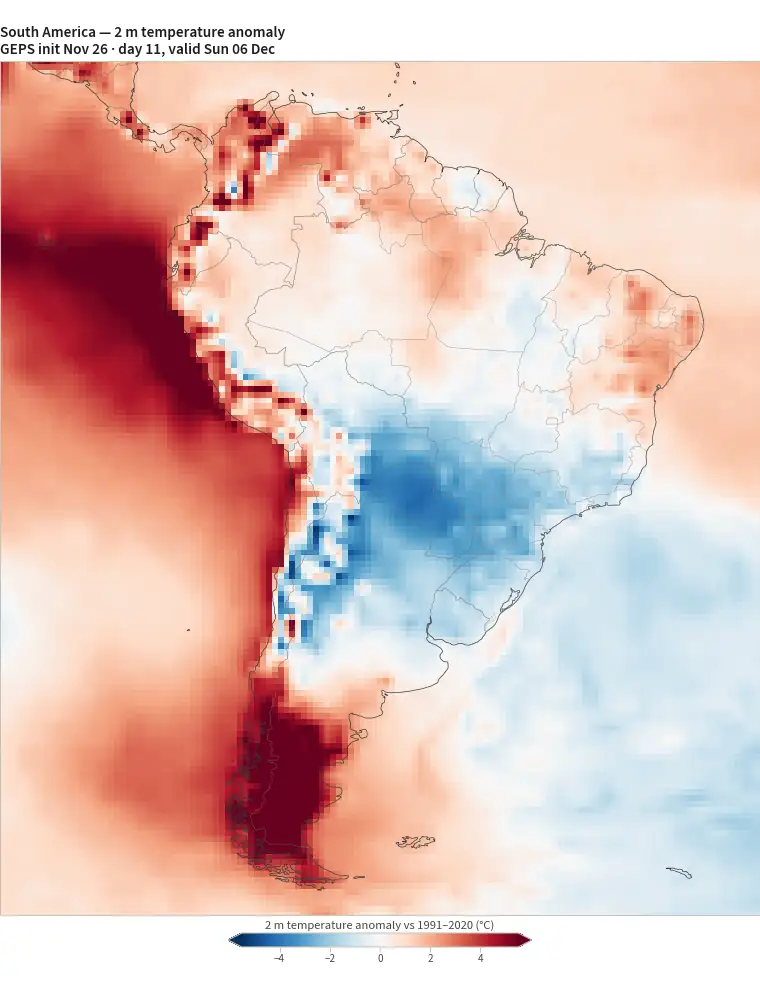 South America — 2 m temperature anomaly
GEPS init Nov 26 · day 11, valid Sun 06 Dec
2 m temperature anomaly vs 1991–2020 (°C)
−4 −2 0 2 4